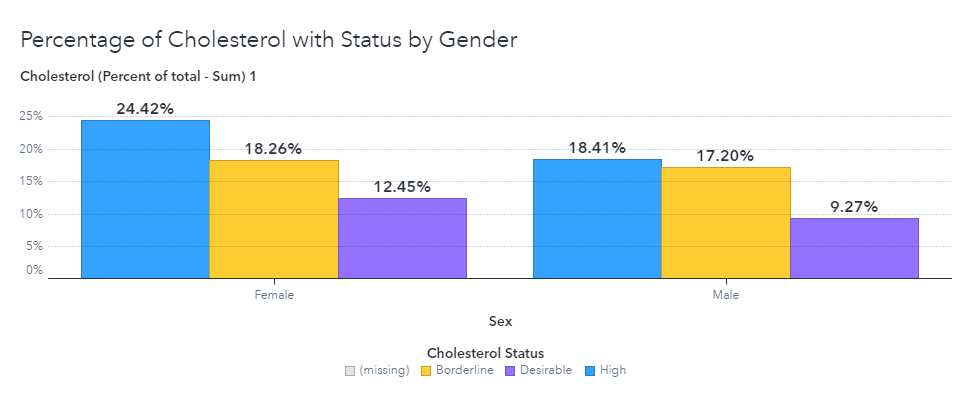 Percentage of Cholesterol with Status by Gender
Cholesterol (Percent of total - Sum) 1
24.42%
18.26%
12.45%
18.41%
17.20%
9.27%
25%
20%
15%
10%
5%
0%
Female
Male
Sex
Cholesterol Status
(missing) Borderline Desirable High